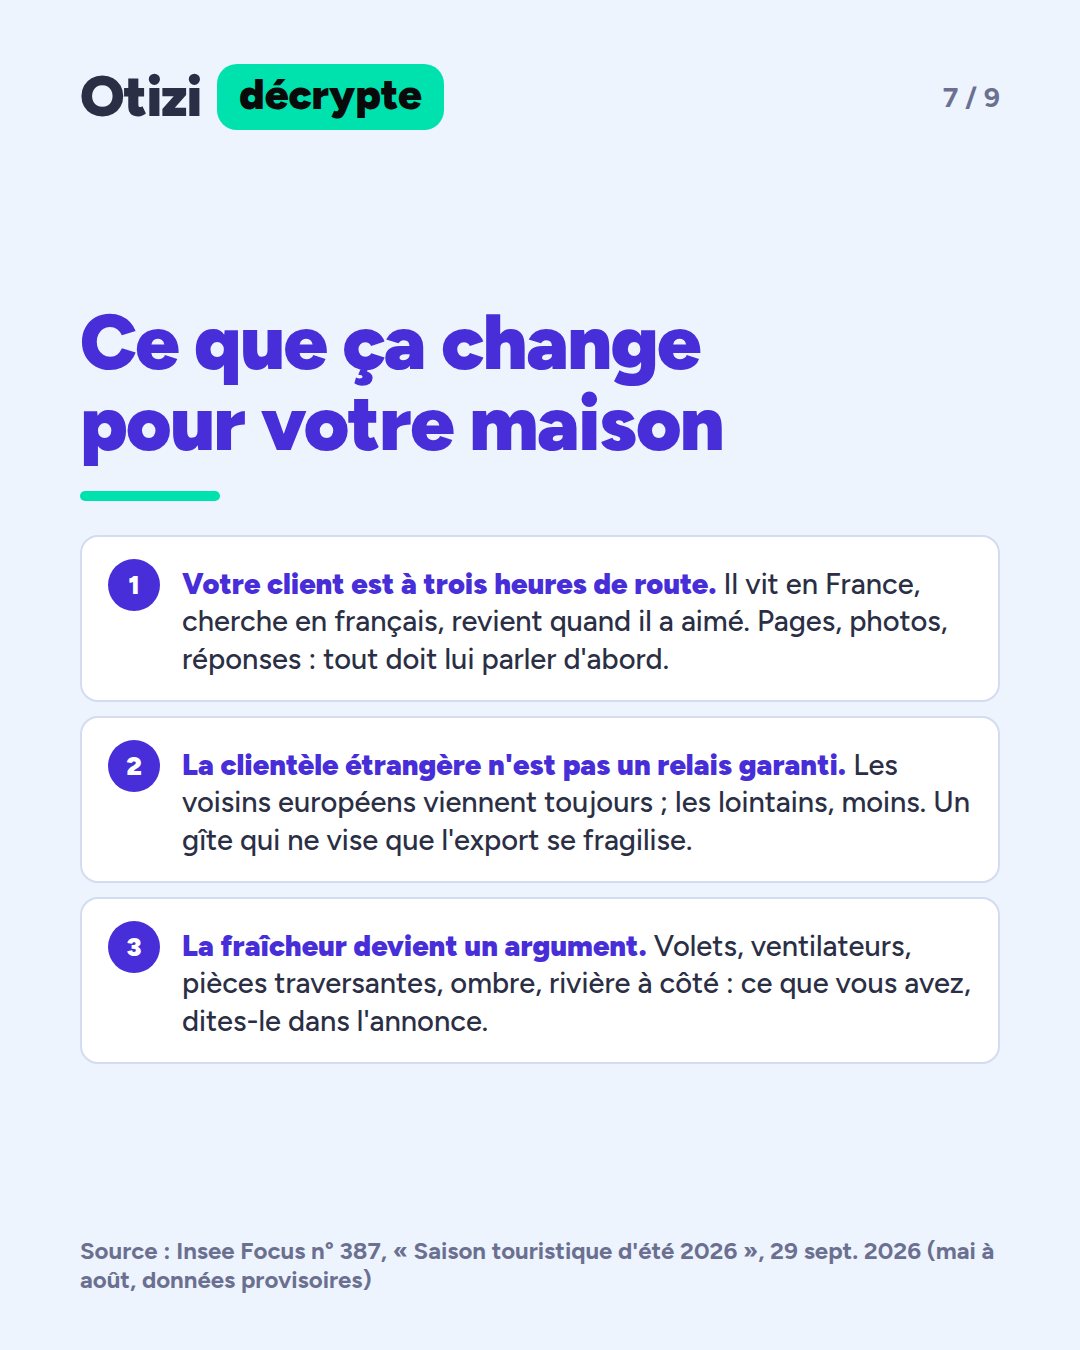 Otizi décrypte
7 / 9
Ce que ça change
pour votre maison
1
Votre client est à trois heures de route. Il vit en France,
cherche en français, revient quand il a aimé. Pages, photos,
réponses : tout doit lui parler d'abord.
2
La clientèle étrangère n'est pas un relais garanti. Les
voisins européens viennent toujours ; les lointains, moins. Un
gîte qui ne vise que l'export se fragilise.
3
La fraîcheur devient un argument. Volets, ventilateurs,
pièces traversantes, ombre, rivière à côté : ce que vous avez,
dites-le dans l'annonce.
Source : Insee Focus n° 387, « Saison touristique d'été 2026 », 29 sept. 2026 (mai à
août, données provisoires)